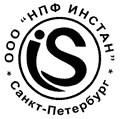 ООО "НПФ ИНСТАН"
iS
* Санкт-Петербург *